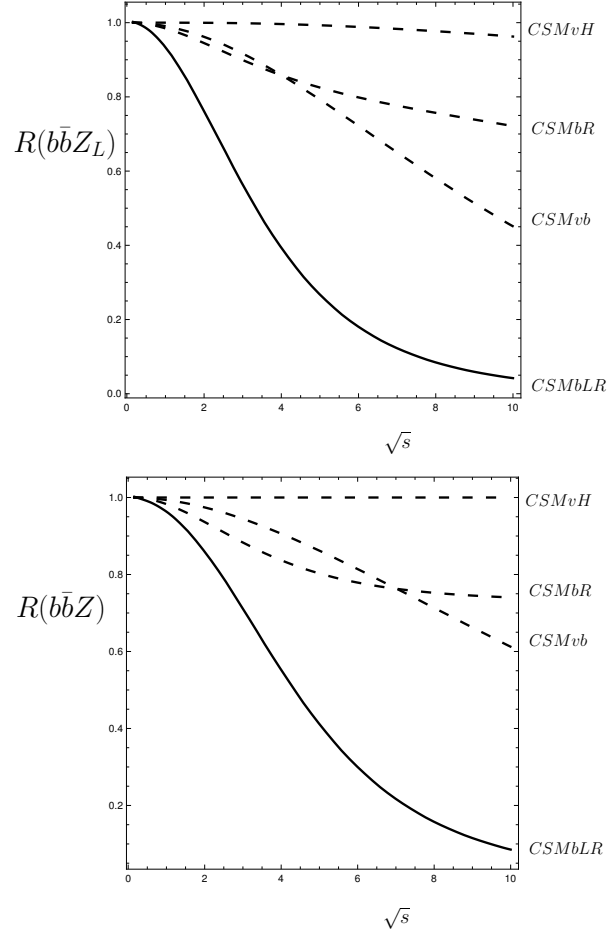 CSMvH
1.0
0.8
R(bb̄Z_L)
CSMbR
0.6
CSMvb
0.4
0.2
CSMbLR
0.0
0 2 4 6 8 10
√s
1.0
CSMvH
0.8
R(bb̄Z)
CSMbR
CSMvb
0.6
0.4
0.2
CSMbLR
0 2 4 6 8 10
√s